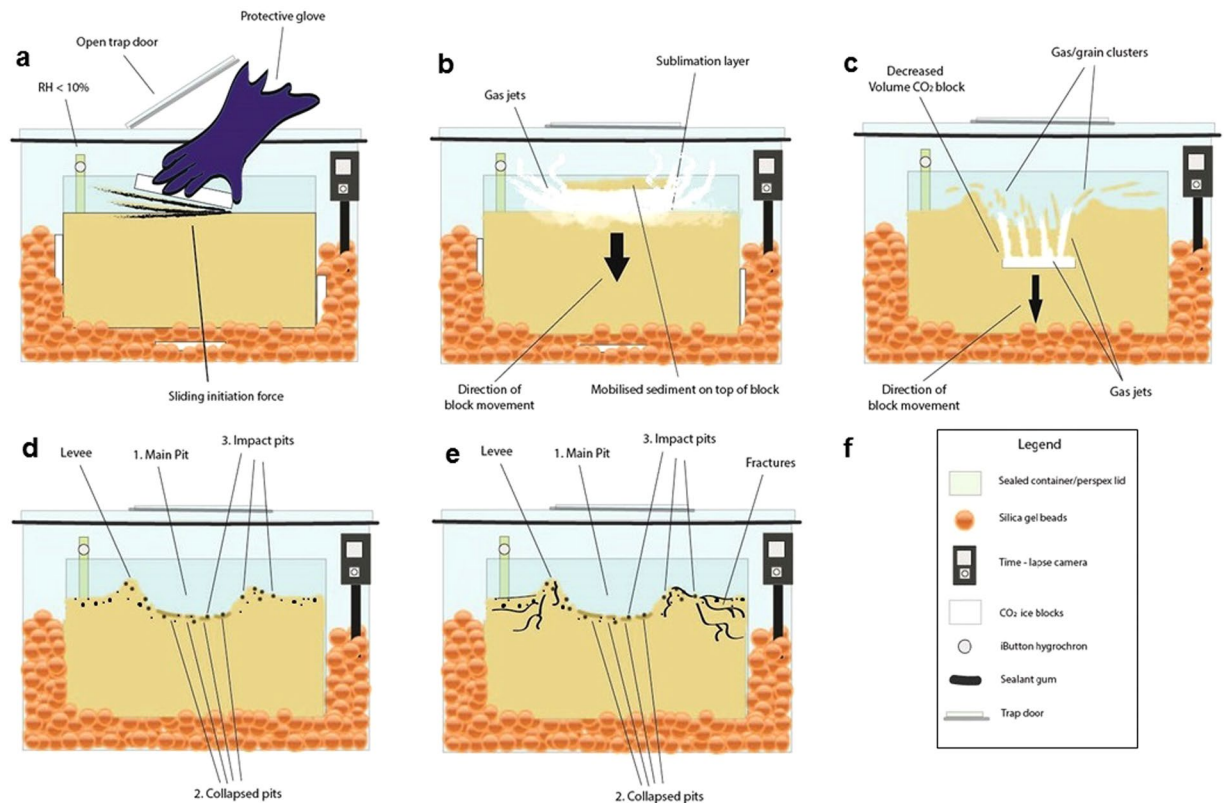 a
Protective glove
Open trap door
RH < 10%
Sliding initiation force
b
Sublimation layer
Gas jets
Direction of
block movement
Mobilised sediment on top of block
c
Gas/grain clusters
Decreased
Volume CO₂ block
Direction of
block movement
Gas jets
d
3. Impact pits
Levee
1. Main Pit
2. Collapsed pits
e
3. Impact pits
Levee
1. Main Pit
Fractures
2. Collapsed pits
f
Legend
Sealed container/perspex lid
Silica gel beads
Time - lapse camera
CO₂ ice blocks
iButton hygrochron
Sealant gum
Trap door